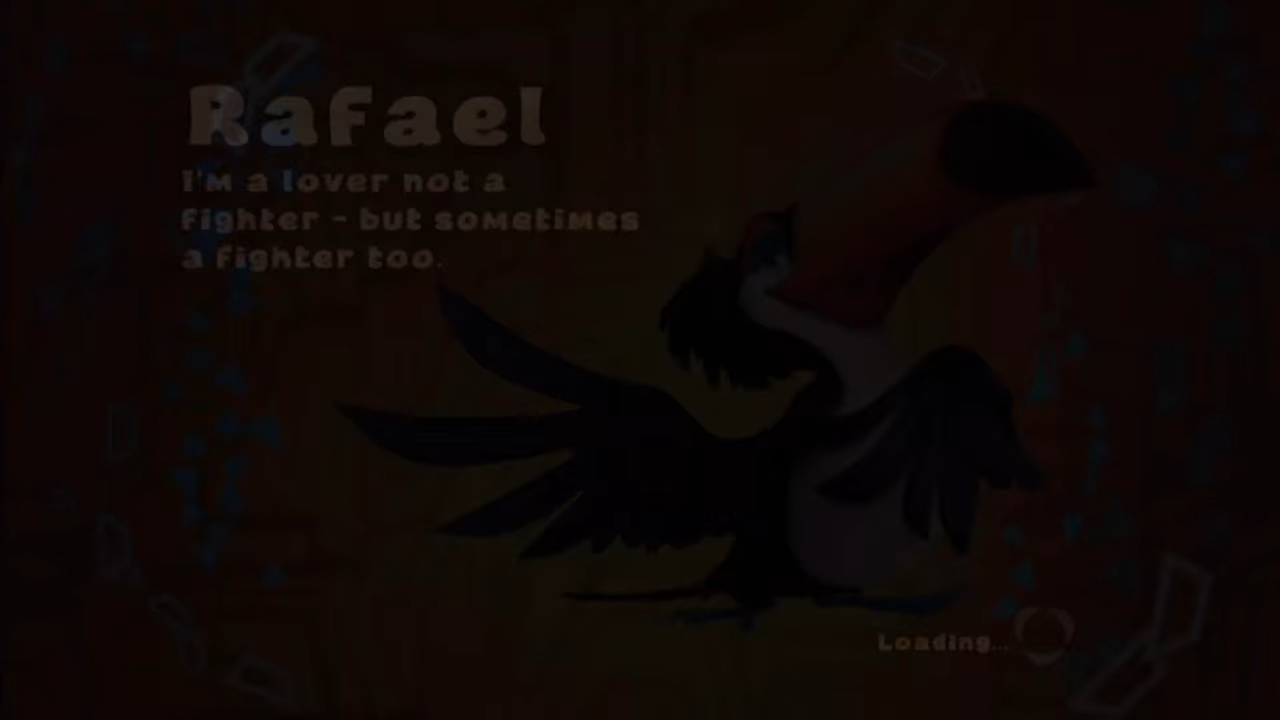 Rafael
I'm a lover not a
fighter - but sometimes
a fighter too.
Loading...